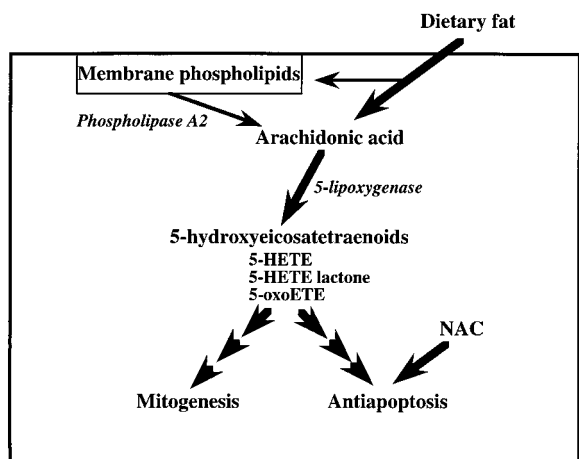 Dietary fat
Membrane phospholipids
Phospholipase A2
Arachidonic acid
5-lipoxygenase
5-hydroxyeicosatetraenoids
5-HETE
5-HETE lactone
5-oxoETE
NAC
Mitogenesis
Antiapoptosis